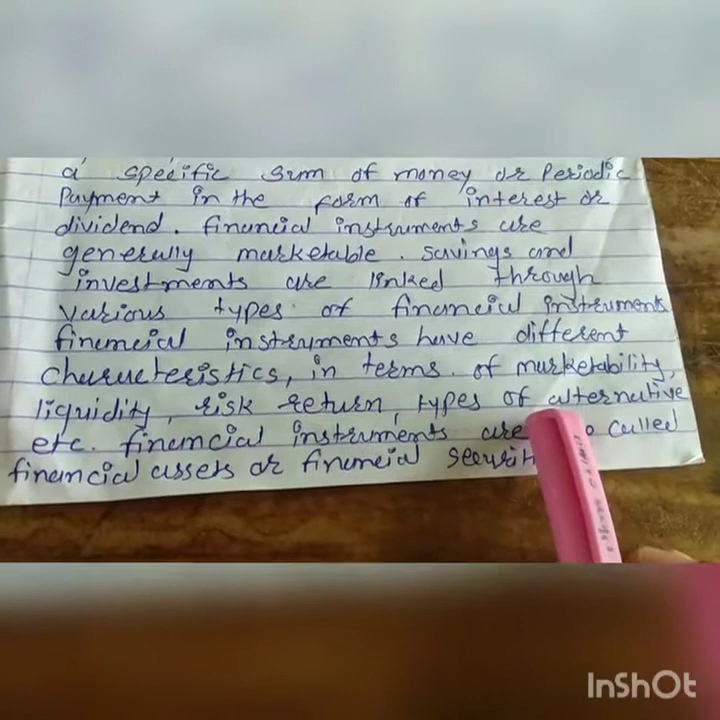 a specific sum of money or Periodic
Payment in the form of interest or
dividend. financial instruments are
generally marketable. savings and
investments are linked through
various types of financial instruments
financial instruments have different
characteristics, in terms of marketability,
liquidity, risk return, types of alternative
etc. financial instruments are called
financial assets or financial
InShOt